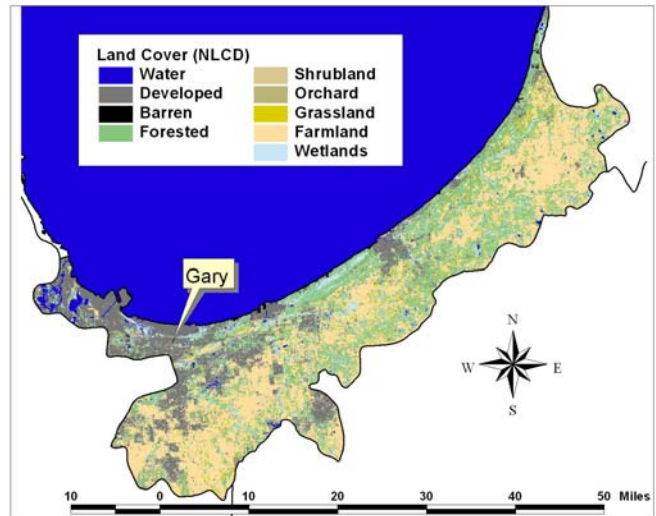 Land Cover (NLCD)
Water
Developed
Barren
Forested
Shrubland
Orchard
Grassland
Farmland
Wetlands
Gary
N
W
E
S
10 0 10 20 30 40 50 Miles